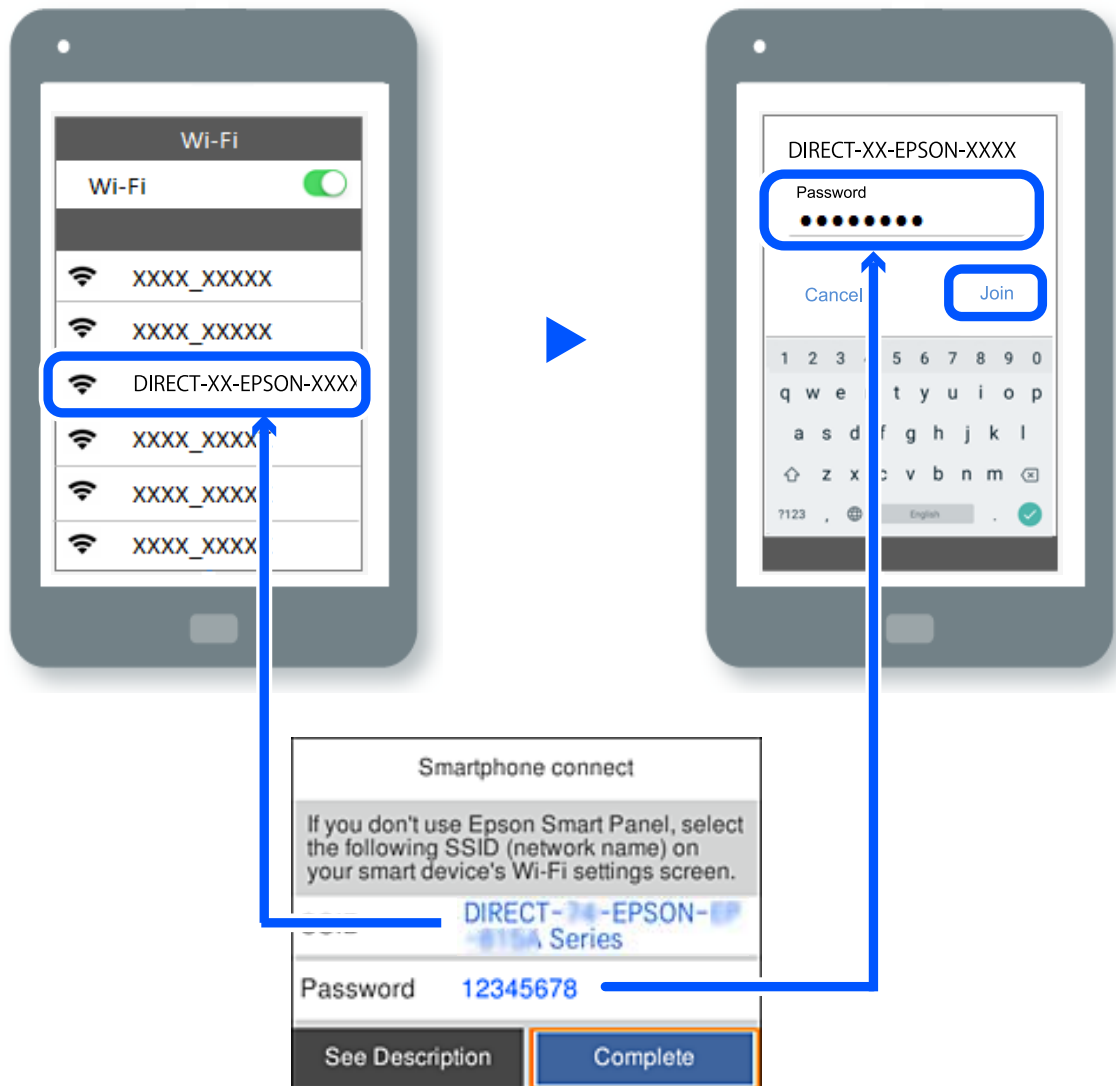 Wi-Fi
Wi-Fi
XXXX_XXXXX
XXXX_XXXXX
DIRECT-XX-EPSON-XXXX
XXXX_XXXX
XXXX_XXXX
XXXX_XXXX
DIRECT-XX-EPSON-XXXX
Password
●●●●●●●●
Cancel Join
1 2 3 5 6 7 8 9 0
q w e t y u i o p
a s d f g h j k l
z x c v b n m
?123 , English .
Smartphone connect
If you don't use Epson Smart Panel, select
the following SSID (network name) on
your smart device's Wi-Fi settings screen.
DIRECT- -EPSON-
Series
Password 12345678
See Description Complete